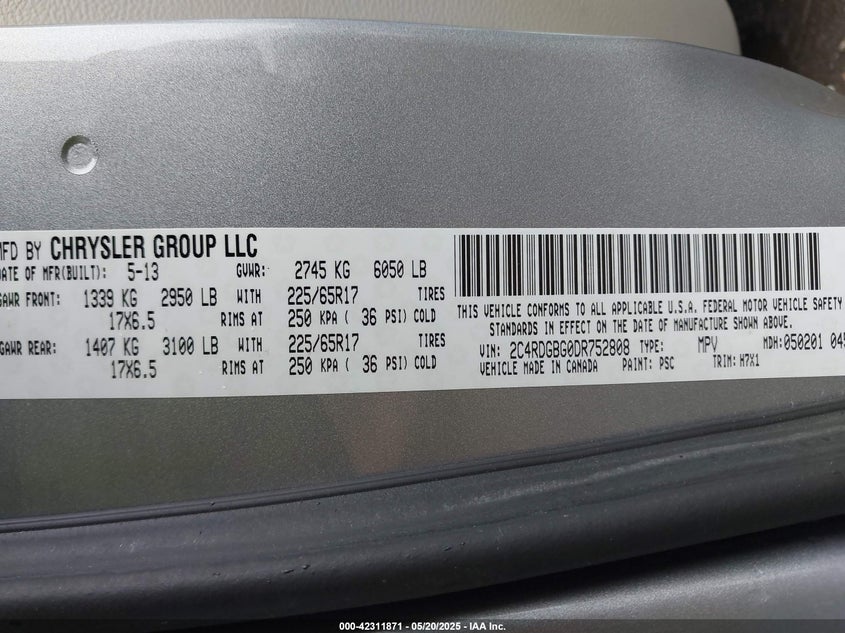 MFD BY CHRYSLER GROUP LLC
DATE OF MFR(BUILT): 5-13 GVWR: 2745 KG 6050 LB
GAWR FRONT: 1339 KG 2950 LB WITH 225/65R17 TIRES
17X6.5 RIMS AT 250 KPA ( 36 PSI) COLD
GAWR REAR: 1407 KG 3100 LB WITH 225/65R17 TIRES
17X6.5 RIMS AT 250 KPA ( 36 PSI) COLD
THIS VEHICLE CONFORMS TO ALL APPLICABLE U.S.A. FEDERAL MOTOR VEHICLE SAFETY
STANDARDS IN EFFECT ON THE DATE OF MANUFACTURE SHOWN ABOVE.
VIN: 2C4RDGBG0DR752808 TYPE: MPV MDH:050201 045
VEHICLE MADE IN CANADA PAINT: PSC TRIM: H7X1
000-42311871 — 05/20/2025 — IAA Inc.